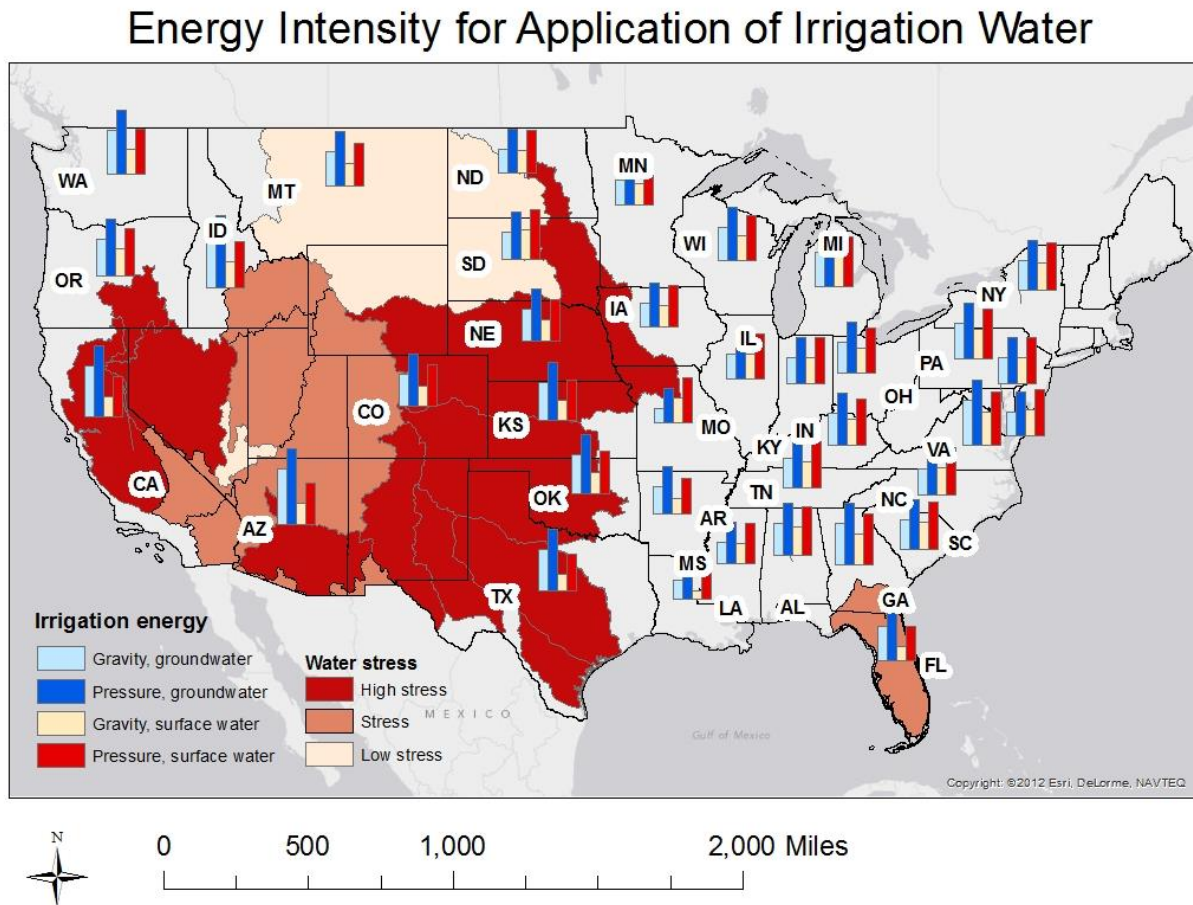 Energy Intensity for Application of Irrigation Water
WA
MT
ND
MN
OR
ID
SD
WI
MI
NY
NE
IA
IL
PA
CO
KS
MO
OH
KY
IN
VA
CA
AZ
OK
AR
TN
NC
SC
TX
MS
LA
AL
GA
FL
Irrigation energy
Gravity, groundwater
Pressure, groundwater
Gravity, surface water
Pressure, surface water
Water stress
High stress
Stress
Low stress
MEXICO
Gulf of Mexico
Copyright: ©2012 Esri, DeLorme, NAVTEQ
N
0 500 1,000 2,000 Miles